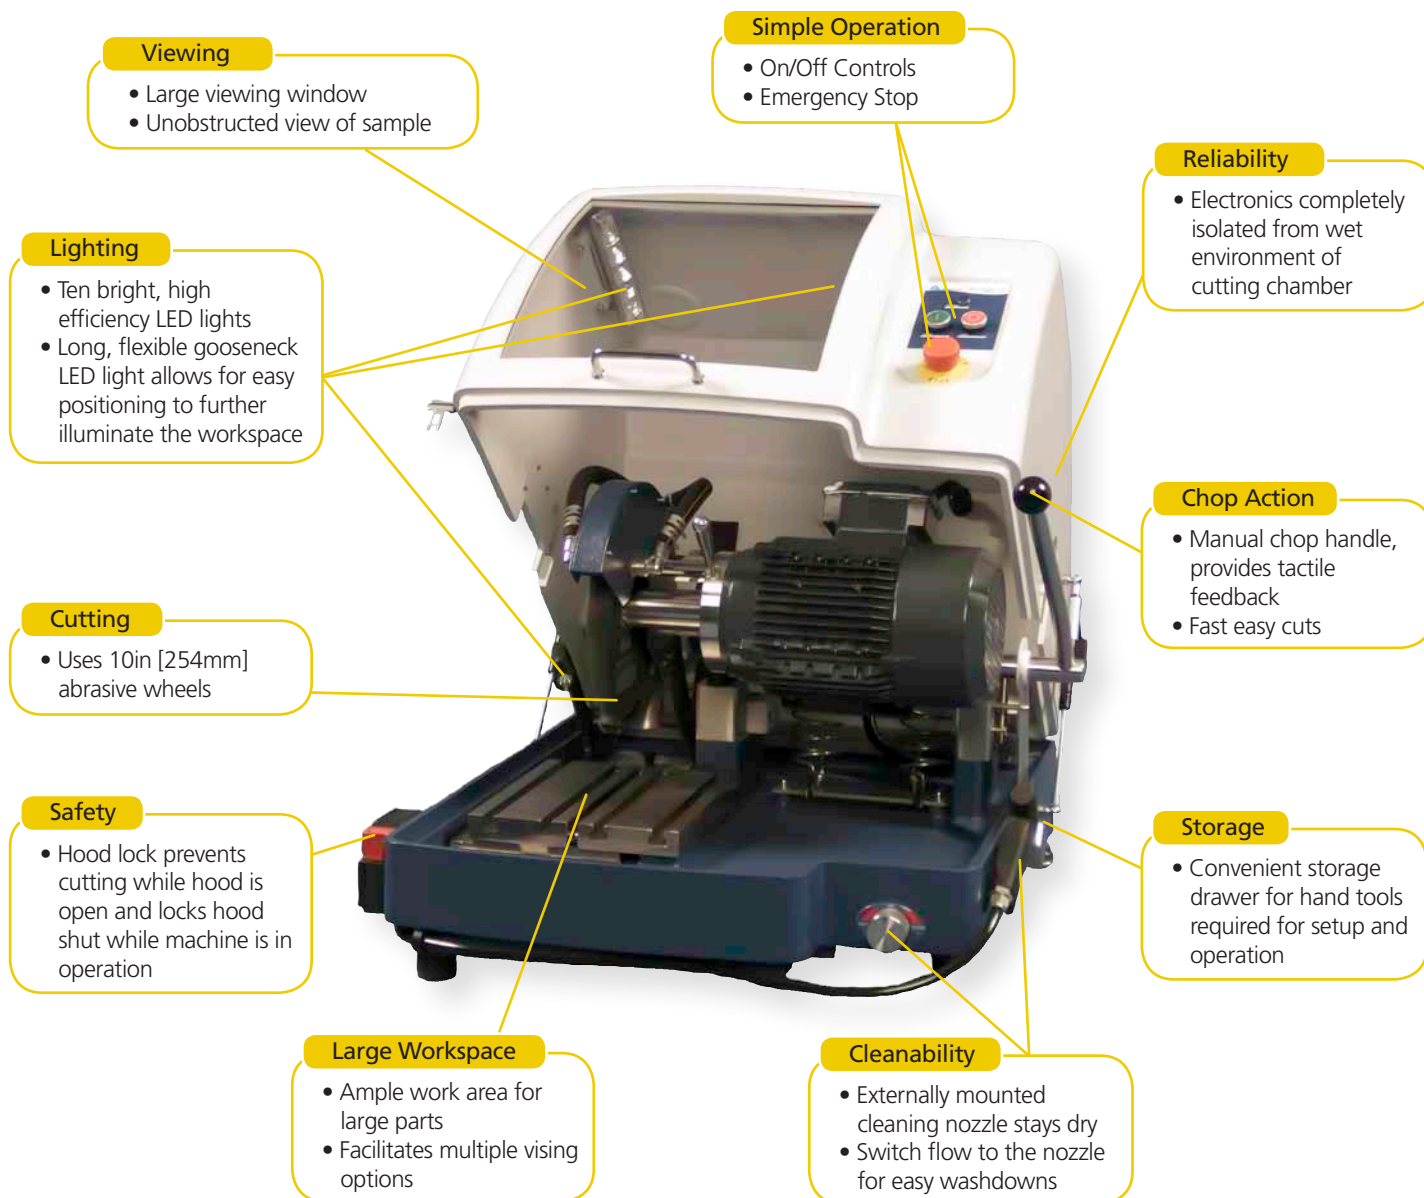 Viewing
• Large viewing window
• Unobstructed view of sample
Simple Operation
• On/Off Controls
• Emergency Stop
Reliability
• Electronics completely
isolated from wet
environment of
cutting chamber
Lighting
• Ten bright, high
efficiency LED lights
• Long, flexible gooseneck
LED light allows for easy
positioning to further
illuminate the workspace
Chop Action
• Manual chop handle,
provides tactile
feedback
• Fast easy cuts
Cutting
• Uses 10in [254mm]
abrasive wheels
Safety
• Hood lock prevents
cutting while hood is
open and locks hood
shut while machine is in
operation
Storage
• Convenient storage
drawer for hand tools
required for setup and
operation
Large Workspace
• Ample work area for
large parts
• Facilitates multiple vising
options
Cleanability
• Externally mounted
cleaning nozzle stays dry
• Switch flow to the nozzle
for easy washdowns